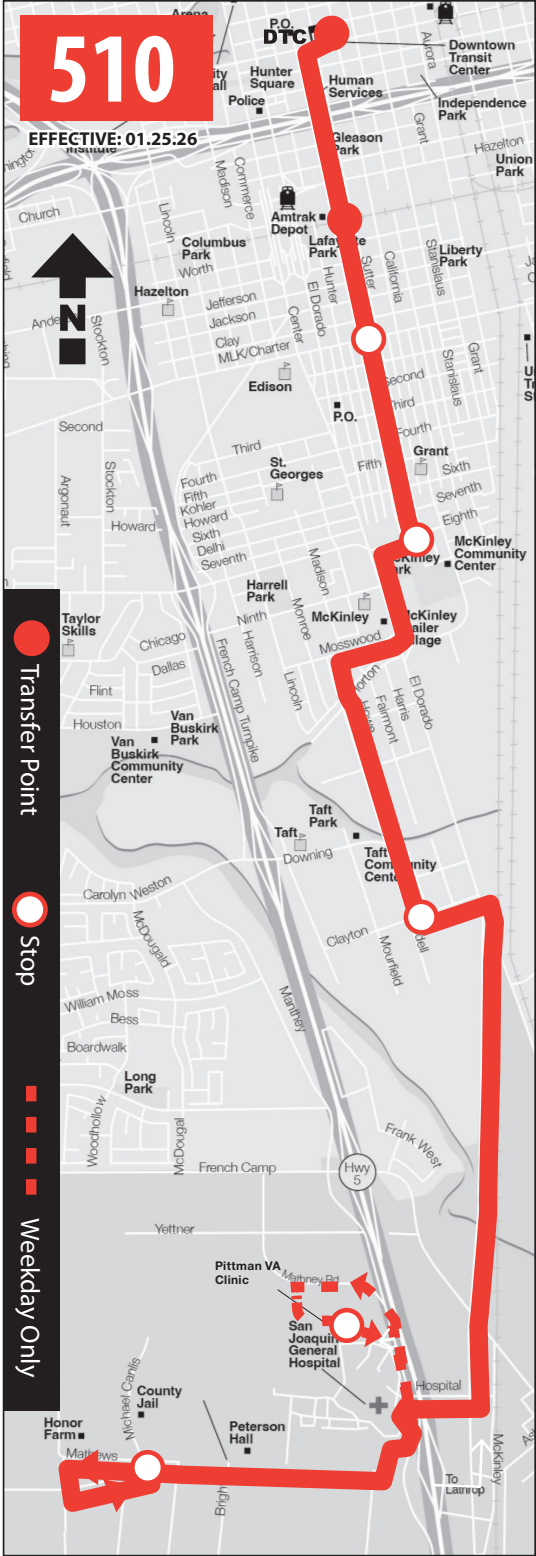 510
EFFECTIVE: 01.25.26
P.O.
DTC
Downtown
Transit
Center
Aurora
Hunter
Square
Police
Human
Services
Independence
Park
Grant
Gleason
Park
Hazelton
Union
Park
Institute
Church
Lincoln
Madison
Commerce
Amtrak
Depot
Columbus
Park
Worth
Hunter
El Dorado
Center
Sutter
California
Stanislaus
Liberty
Park
N
Stockton
Hazelton
Jefferson
Jackson
Clay
MLK/Charter
Edison
P.O.
Second
Third
Fourth
Stanislaus
Grant
Second
Argonaut
Stockton
Howard
Third
Fourth
Fifth
Kohler
Howard
Sixth
Delhi
Seventh
St.
Georges
Fifth
Grant
Sixth
Seventh
Eighth
McKinley
Community
Center
Madison
Harrell
Park
Monroe
McKinley
Ninth
Harrison
Lincoln
Mosswood
Taylor
Skills
Chicago
Dallas
Flint
Houston
French Camp Turnpike
Van
Buskirk
Park
Van
Buskirk
Community
Center
Howe
Fairmont
Harris
El Dorado
Taft
Park
Taft
Downing
Taft
Carolyn Weston
McDougald
Clayton
Mourfield
William Moss
Bess
Boardwalk
Manthey
Long
Park
Woodhollow
McDougal
French Camp
Hwy
5
Frank West
Yettner
Pittman VA
Clinic
Mathney Rd
San
Joaquin
General
Hospital
Hospital
Michael Canlis
County
Jail
Honor
Farm
Mathews
Peterson
Hall
Brigh
McKinley
To
Lathrop
Transfer Point
Stop
Weekday Only